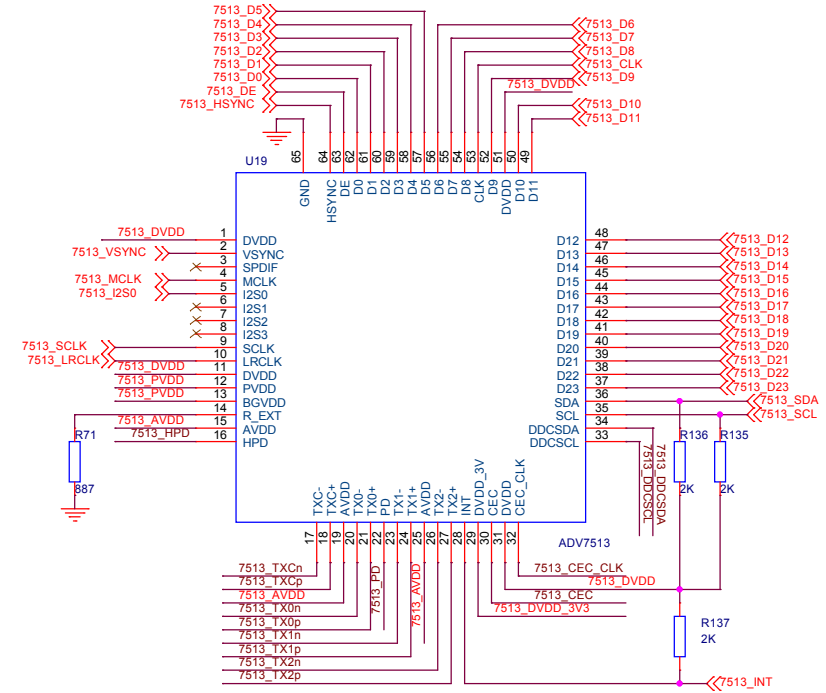 7513_D5
7513_D4
7513_D3
7513_D2
7513_D1
7513_D0
7513_DE
7513_HSYNC
7513_D6
7513_D7
7513_D8
7513_CLK
7513_D9
7513_DVDD
7513_D10
7513_D11
U19
65 64 63 62 61 60 59 58 57 56 55 54 53 52 51 50 49
GND HSYNC DE D0 D1 D2 D3 D4 D5 D6 D7 D8 CLK D9 DVDD D10 D11
7513_DVDD 1 DVDD
7513_VSYNC 2 VSYNC
3 SPDIF
7513_MCLK 4 MCLK
7513_I2S0 5 I2S0
6 I2S1
7 I2S2
8 I2S3
7513_SCLK 9 SCLK
7513_LRCLK 10 LRCLK
7513_DVDD 11 DVDD
7513_PVDD 12 PVDD
7513_PVDD 13 BGVDD
14 R_EXT
7513_AVDD 15 AVDD
7513_HPD 16 HPD
R71
887
D12 48 7513_D12
D13 47 7513_D13
D14 46 7513_D14
D15 45 7513_D15
D16 44 7513_D16
D17 43 7513_D17
D18 42 7513_D18
D19 41 7513_D19
D20 40 7513_D20
D21 39 7513_D21
D22 38 7513_D22
D23 37 7513_D23
SDA 36 7513_SDA
SCL 35 7513_SCL
DDCSDA 34
DDCSCL 33
7513_DDCSCL
7513_DDCSDA
R136
2K
R135
2K
TXC- TXC+ AVDD TX0- TX0+ PD TX1- TX1+ AVDD TX2- TX2+ INT DVDD_3V CEC DVDD CEC_CLK
17 18 19 20 21 22 23 24 25 26 27 28 29 30 31 32
ADV7513
7513_TXCn
7513_TXCp
7513_AVDD
7513_TX0n
7513_TX0p
7513_TX1n
7513_TX1p
7513_TX2n
7513_TX2p
7513_PD
7513_AVDD
7513_CEC_CLK
7513_DVDD
7513_CEC
7513_DVDD_3V3
R137
2K
7513_INT